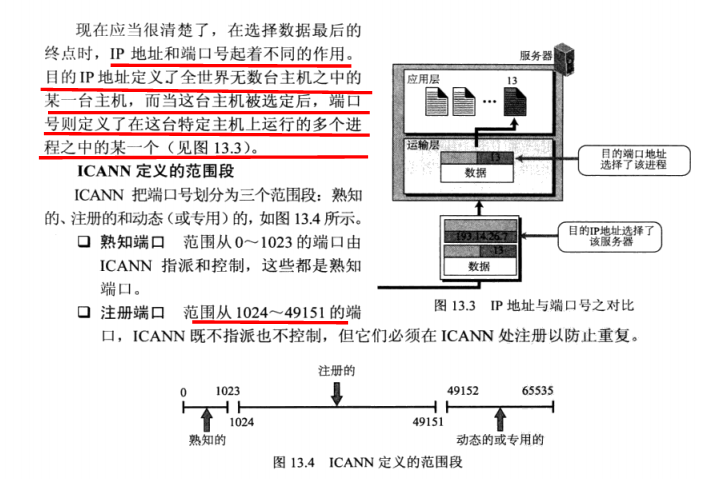 现在应当很清楚了，在选择数据最后的
终点时，IP 地址和端口号起着不同的作用。
目的 IP 地址定义了全世界无数台主机之中的
某一台主机，而当这台主机被选定后，端口
号则定义了在这台特定主机上运行的多个进
程之中的某一个（见图 13.3）。
ICANN 定义的范围段
ICANN 把端口号划分为三个范围段：熟知
的、注册的和动态（或专用）的，如图 13.4 所示。
❑ 熟知端口 范围从 0～1023 的端口由
ICANN 指派和控制，这些都是熟知
端口。
❑ 注册端口 范围从 1024～49151 的端
口，ICANN 既不指派也不控制，但它们必须在 ICANN 处注册以防止重复。
服务器
应用层
13
...
运输层
13
数据
目的端口地址
选择了该进程
193.14.26.7
13
数据
目的IP地址选择了
该服务器
图 13.3 IP 地址与端口号之对比
注册的
0 1023 49152 65535
1024 49151
熟知的 动态的或专用的
图 13.4 ICANN 定义的范围段